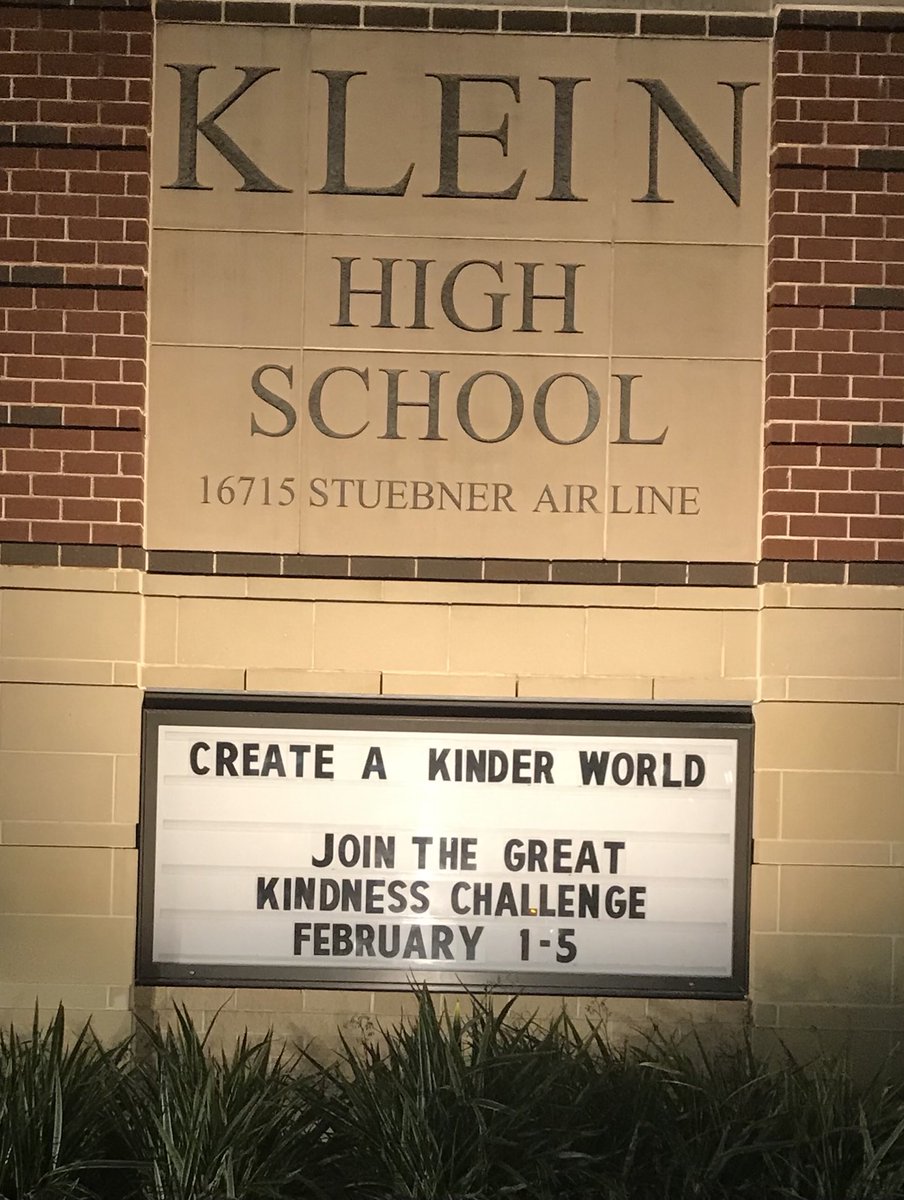 KLEIN
HIGH
SCHOOL
16715 STUEBNER AIRLINE
CREATE A KINDER WORLD
JOIN THE GREAT
KINDNESS CHALLENGE
FEBRUARY 1-5